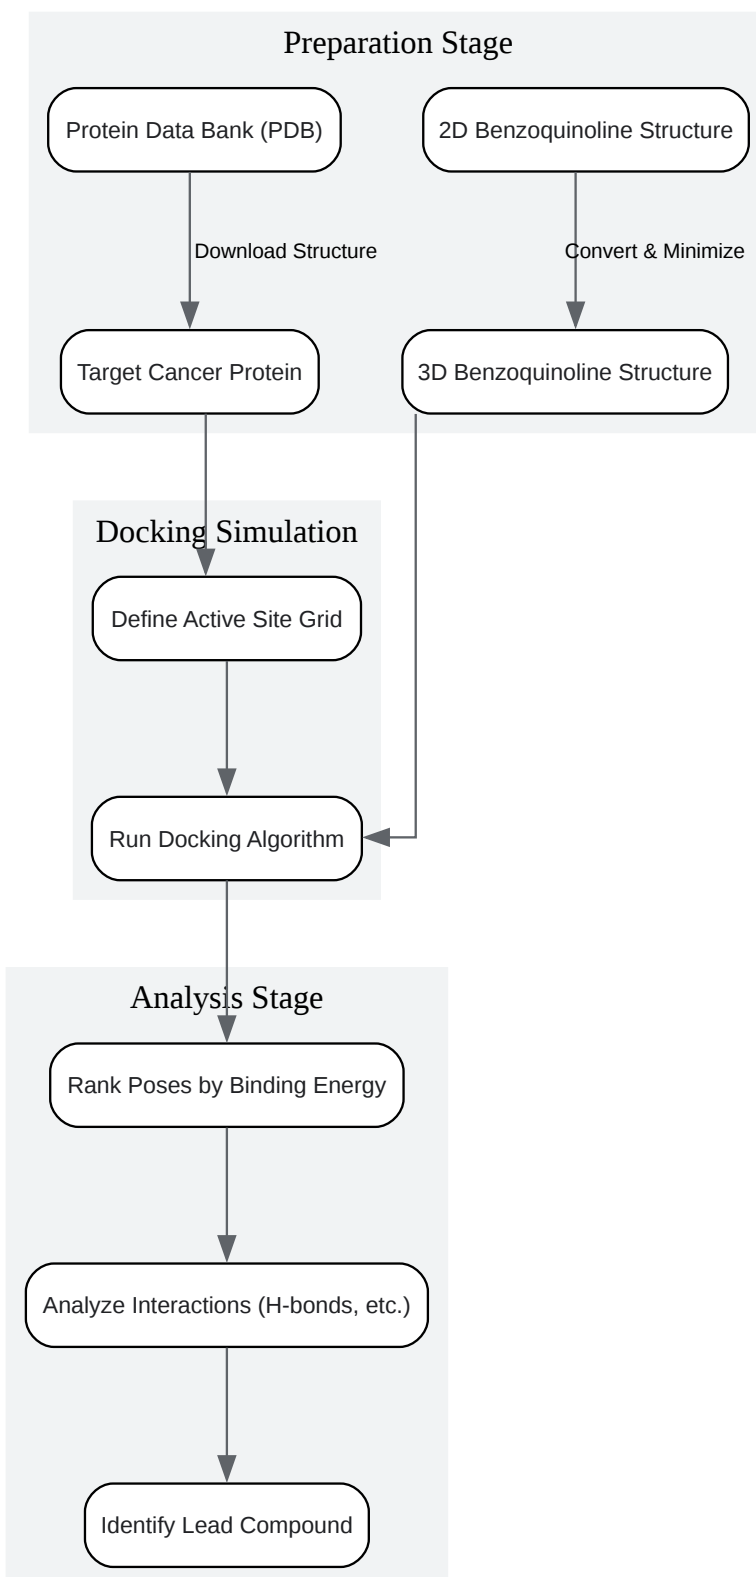 Preparation Stage
Protein Data Bank (PDB)
2D Benzoquinoline Structure
Download Structure
Convert & Minimize
Target Cancer Protein
3D Benzoquinoline Structure
Docking Simulation
Define Active Site Grid
Run Docking Algorithm
Analysis Stage
Rank Poses by Binding Energy
Analyze Interactions (H-bonds, etc.)
Identify Lead Compound